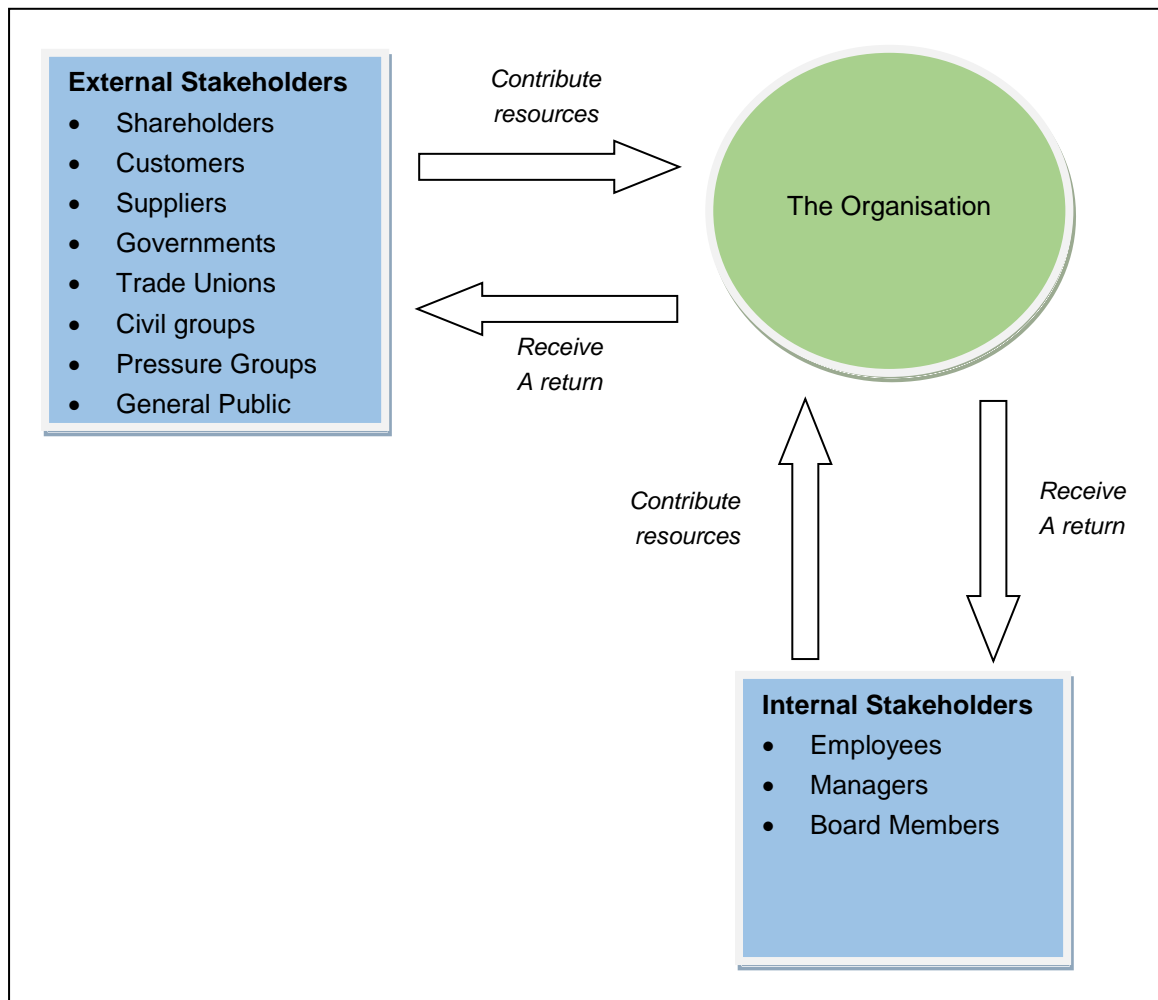 External Stakeholders
• Shareholders
• Customers
• Suppliers
• Governments
• Trade Unions
• Civil groups
• Pressure Groups
• General Public
Contribute
resources
The Organisation
Receive
A return
Contribute
resources
Receive
A return
Internal Stakeholders
• Employees
• Managers
• Board Members